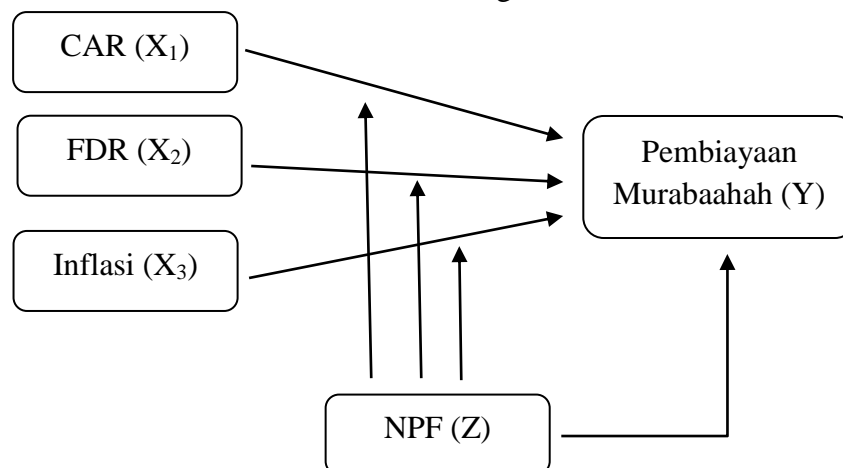 CAR (X₁)
FDR (X₂)
Pembiayaan
Murabaahah (Y)
Inflasi (X₃)
NPF (Z)